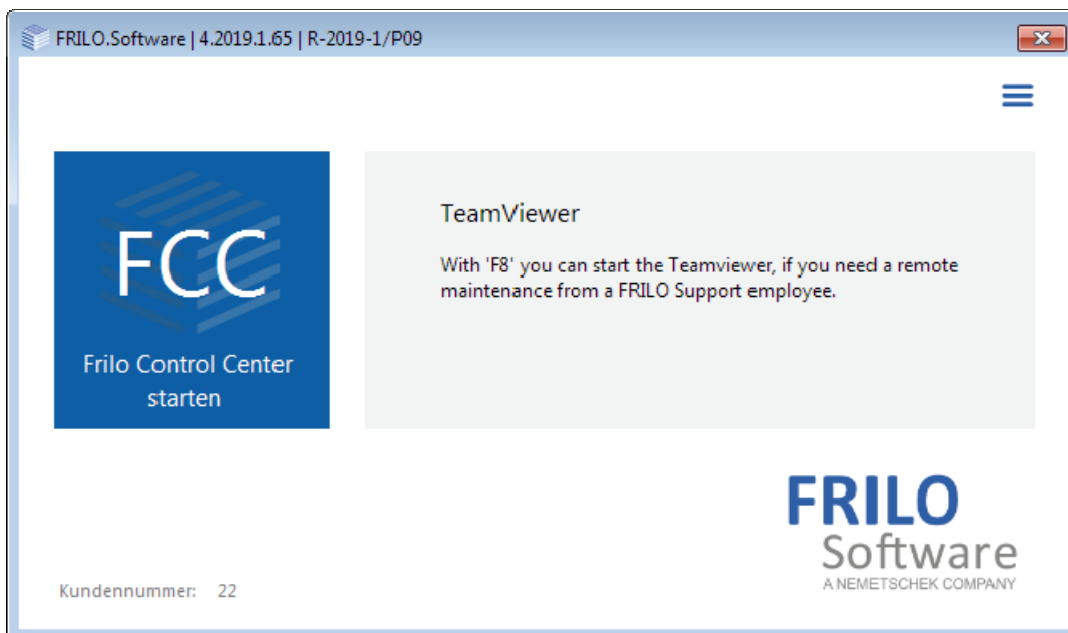 FRILO.Software | 4.2019.1.65 | R-2019-1/P09
FCC
Frilo Control Center
starten
TeamViewer
With 'F8' you can start the Teamviewer, if you need a remote
maintenance from a FRILO Support employee.
FRILO
Software
A NEMETSCHEK COMPANY
Kundennummer: 22